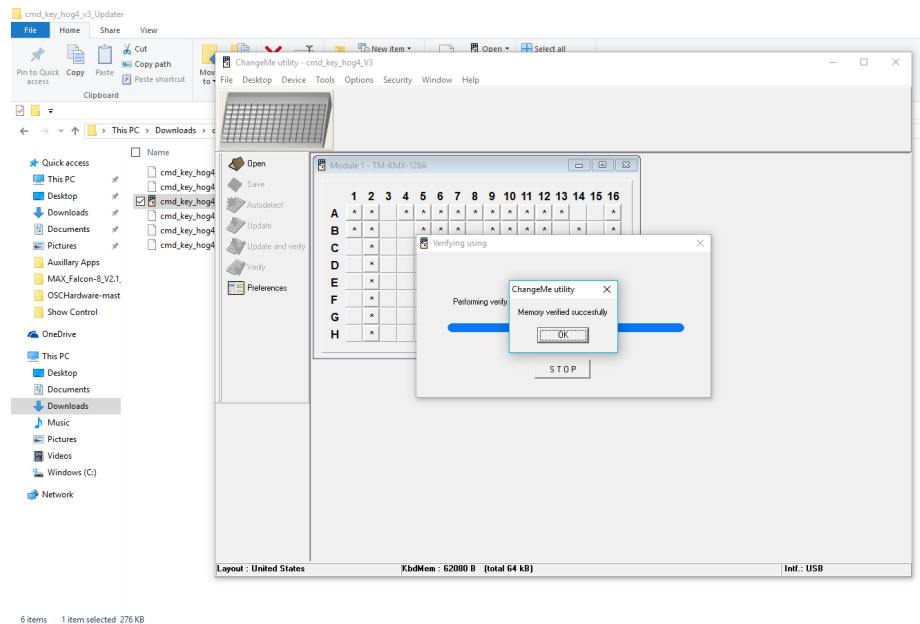 cmd_key_hog4_v3_Updater
File Home Share View
Pin to Quick access
Copy
Paste
Cut
Copy path
Paste shortcut
Clipboard
Mov
to
New item
Open
Select all
This PC > Downloads > c
Quick access
This PC
Desktop
Downloads
Documents
Pictures
Auxillary Apps
MAX_Falcon-8_V2.1_
OSCHardware-mast
Show Control
OneDrive
This PC
Desktop
Documents
Downloads
Music
Pictures
Videos
Windows (C:)
Network
Name
cmd_key_hog4
cmd_key_hog4
cmd_key_hog4
cmd_key_hog4
cmd_key_hog4
cmd_key_hog4
6 items 1 item selected 276 KB
ChangeMe utility - cmd_key_hog4_V3
File Desktop Device Tools Options Security Window Help
Open
Save
Autodetect
Update
Update and verify
Verify
Preferences
Module 1 - TM-KMX-128A
1 2 3 4 5 6 7 8 9 10 11 12 13 14 15 16
A * * * * * * * * * * * *
B * * * * * * * * * *
C *
D *
E *
F *
G *
H *
Verifying using
Performing verify.
STOP
ChangeMe utility
Memory verified succesfully
OK
Layout : United States KbdMem : 62080 B (total 64 kB) Intf.: USB